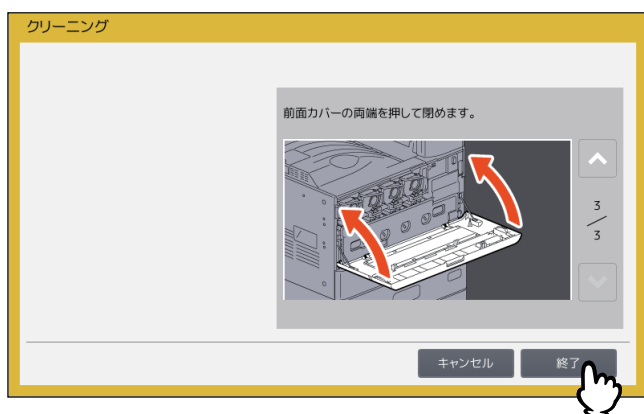 クリーニング
前面カバーの両端を押して閉めます。
3
3
キャンセル
終了